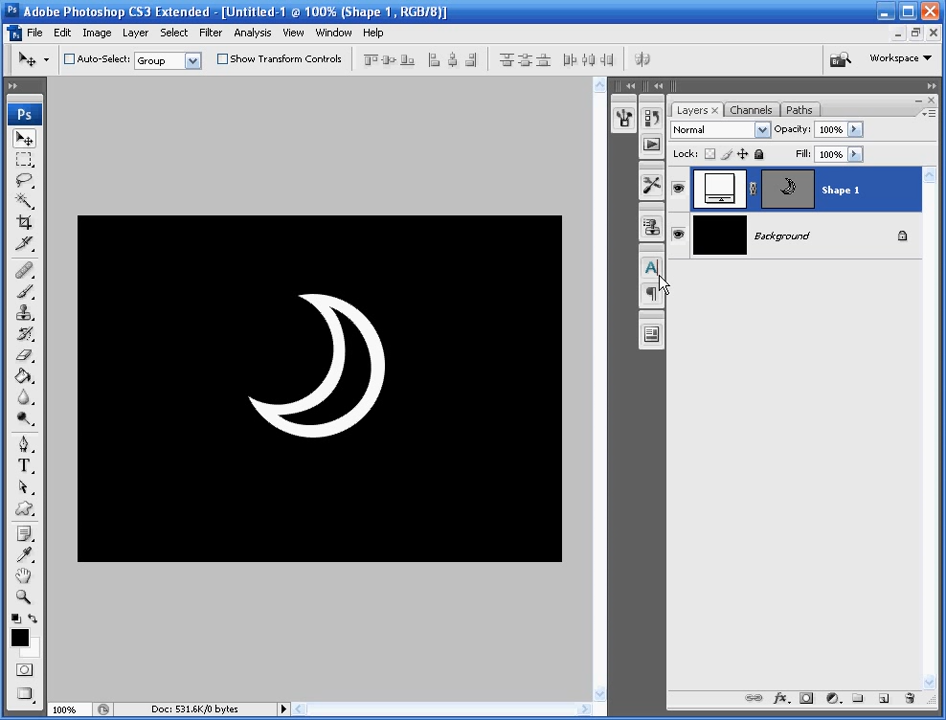 Adobe Photoshop CS3 Extended - [Untitled-1 @ 100% (Shape 1, RGB/8)]
File Edit Image Layer Select Filter Analysis View Window Help
Auto-Select: Group Show Transform Controls Workspace
Ps
Layers Channels Paths
Normal Opacity: 100%
Lock: Fill: 100%
Shape 1
Background
A
T
fx
100% Doc: 531.6K/0 bytes